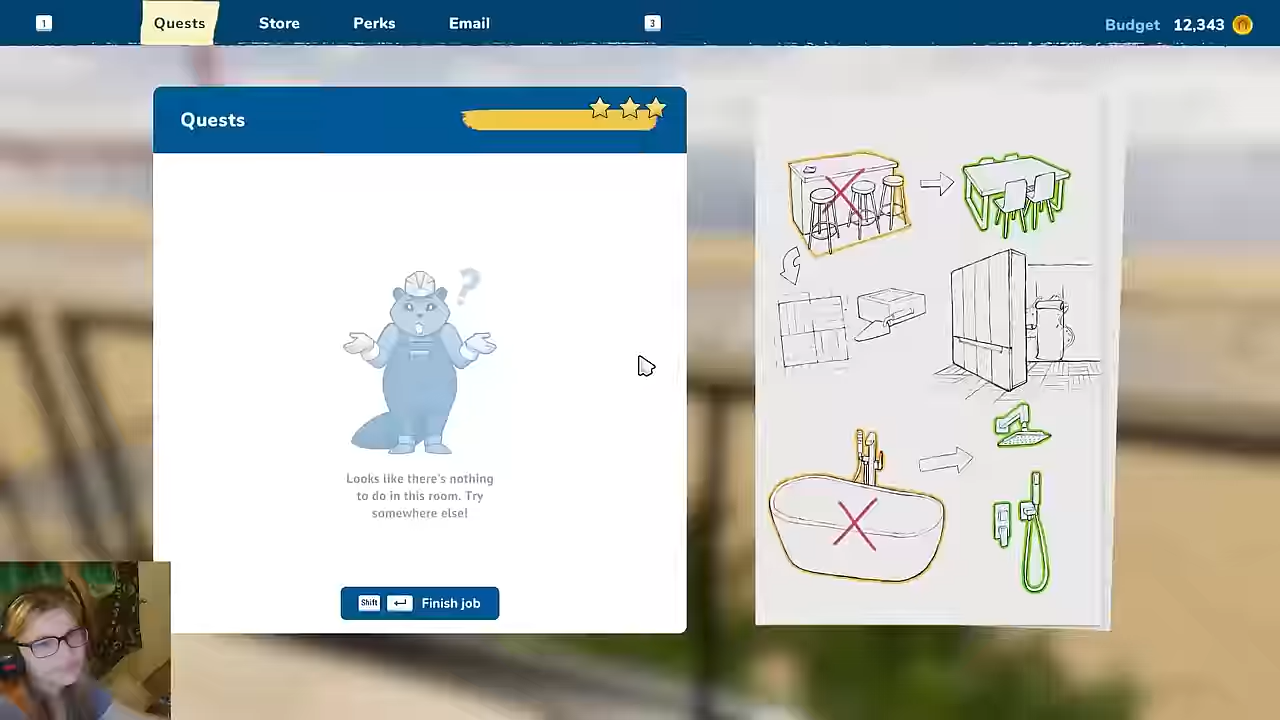 1
Quests
Store
Perks
Email
3
Budget 12,343
Quests
?
Looks like there's nothing
to do in this room. Try
somewhere else!
Shift Finish job